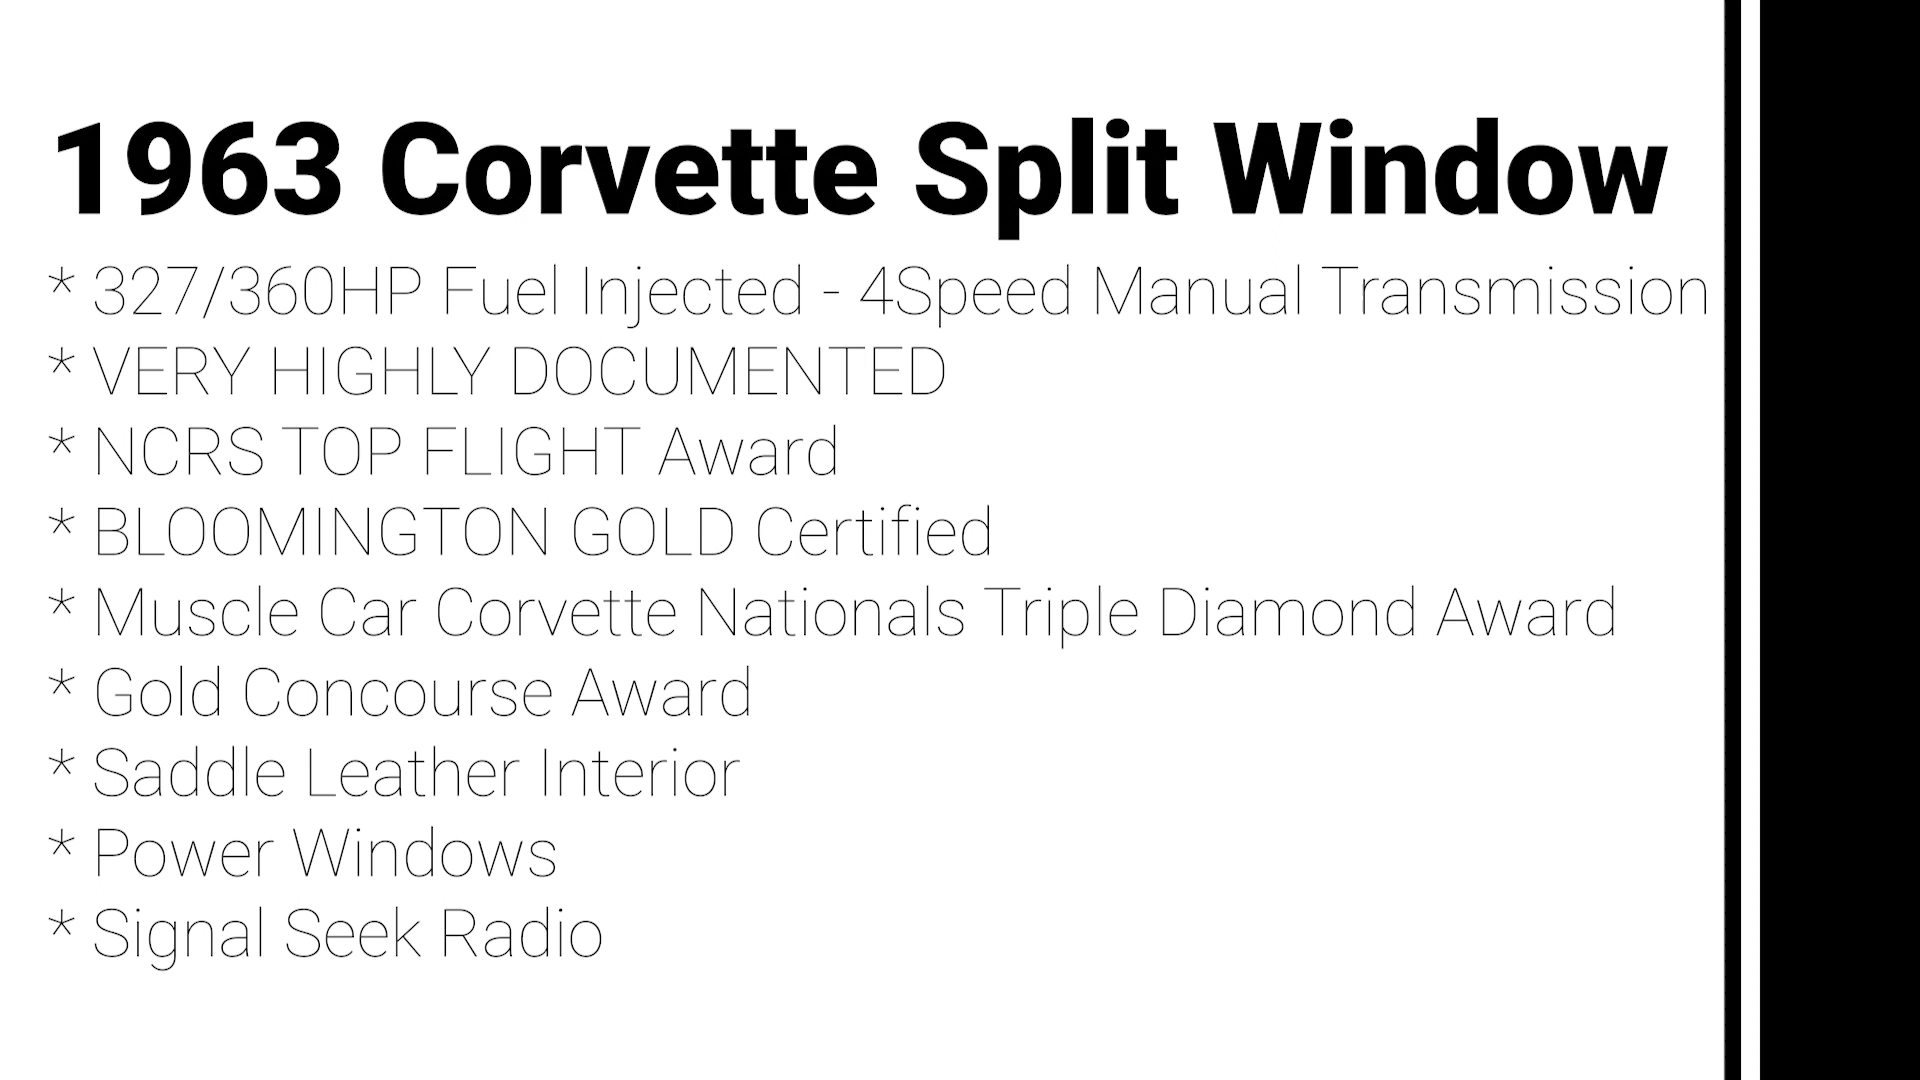 1963 Corvette Split Window
* 327/360HP Fuel Injected - 4Speed Manual Transmission
* VERY HIGHLY DOCUMENTED
* NCRS TOP FLIGHT Award
* BLOOMINGTON GOLD Certified
* Muscle Car Corvette Nationals Triple Diamond Award
* Gold Concourse Award
* Saddle Leather Interior
* Power Windows
* Signal Seek Radio